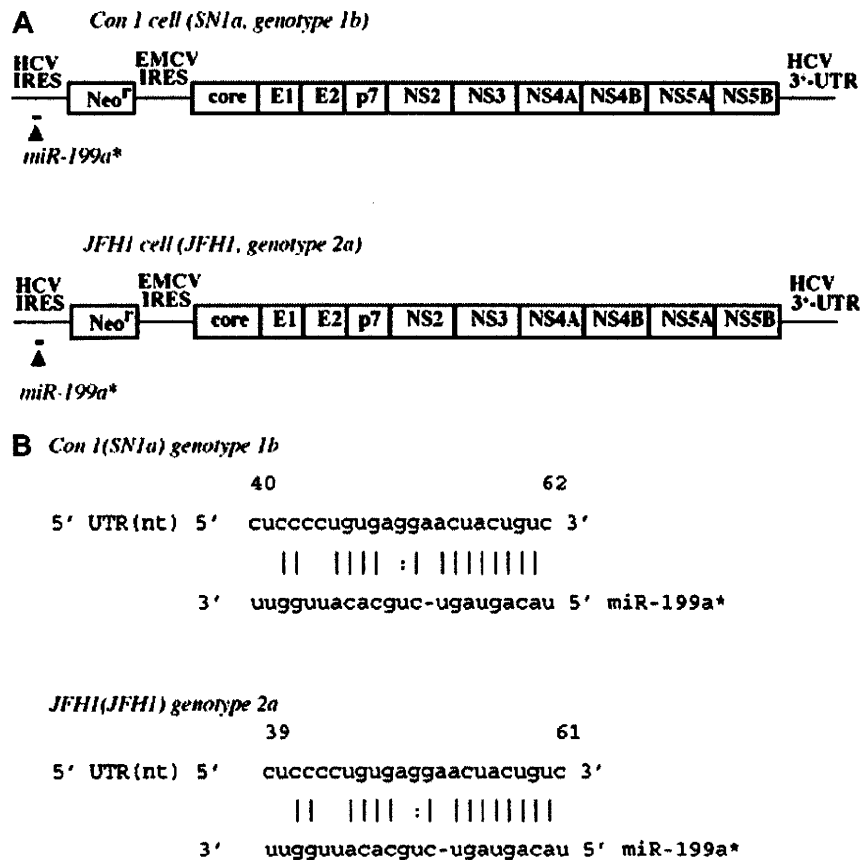 A Con 1 cell (SN1a, genotype 1b)
HCV IRES EMCV IRES HCV 3'-UTR
Neor core E1 E2 p7 NS2 NS3 NS4A NS4B NS5A NS5B
miR-199a*
JFH1 cell (JFH1, genotype 2a)
HCV IRES EMCV IRES HCV 3'-UTR
Neor core E1 E2 p7 NS2 NS3 NS4A NS4B NS5A NS5B
miR-199a*
B Con 1(SN1a) genotype 1b
40 62
5' UTR(nt) 5' cuccccugugaggaacuacuguc 3'
|| |||| :| ||||||||
3' uugguuacacguc-ugaugacau 5' miR-199a*
JFH1(JFH1) genotype 2a
39 61
5' UTR(nt) 5' cuccccugugaggaacuacuguc 3'
|| |||| :| ||||||||
3' uugguuacacguc-ugaugacau 5' miR-199a*